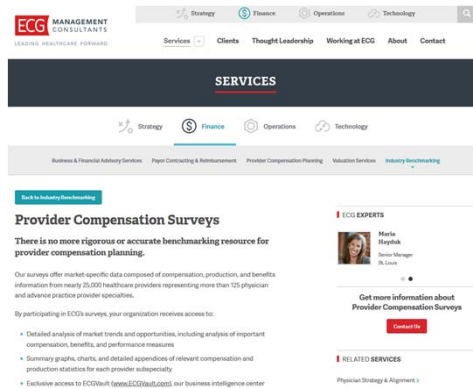 Strategy Finance Operations Technology
ECG MANAGEMENT CONSULTANTS
LEADING HEALTHCARE FORWARD
Services Clients Thought Leadership Working at ECG About Contact
SERVICES
Strategy Finance Operations Technology
Business & Financial Advisory Services Payor Contracting & Reimbursement Provider Compensation Planning Valuation Services Industry Benchmarking
Back to Industry Benchmarking
Provider Compensation Surveys
There is no more rigorous or accurate benchmarking resource for
provider compensation planning.
Our surveys offer market-specific data composed of compensation, production, and benefits
information from nearly 25,000 healthcare providers representing more than 125 physician
and advance practice provider specialties.
By participating in ECG's surveys, your organization receives access to:
• Detailed analysis of market trends and opportunities, including analysis of important
compensation, benefits, and performance measures
• Summary graphs, charts, and detailed appendices of relevant compensation and
production statistics for each provider subspecialty
• Exclusive access to ECGVault (www.ECGVault.com), our business intelligence center
ECG EXPERTS
Maria
Hayduk
Senior Manager
St. Louis
Get more information about
Provider Compensation Surveys
Contact Us
RELATED SERVICES
Physician Strategy & Alignment >